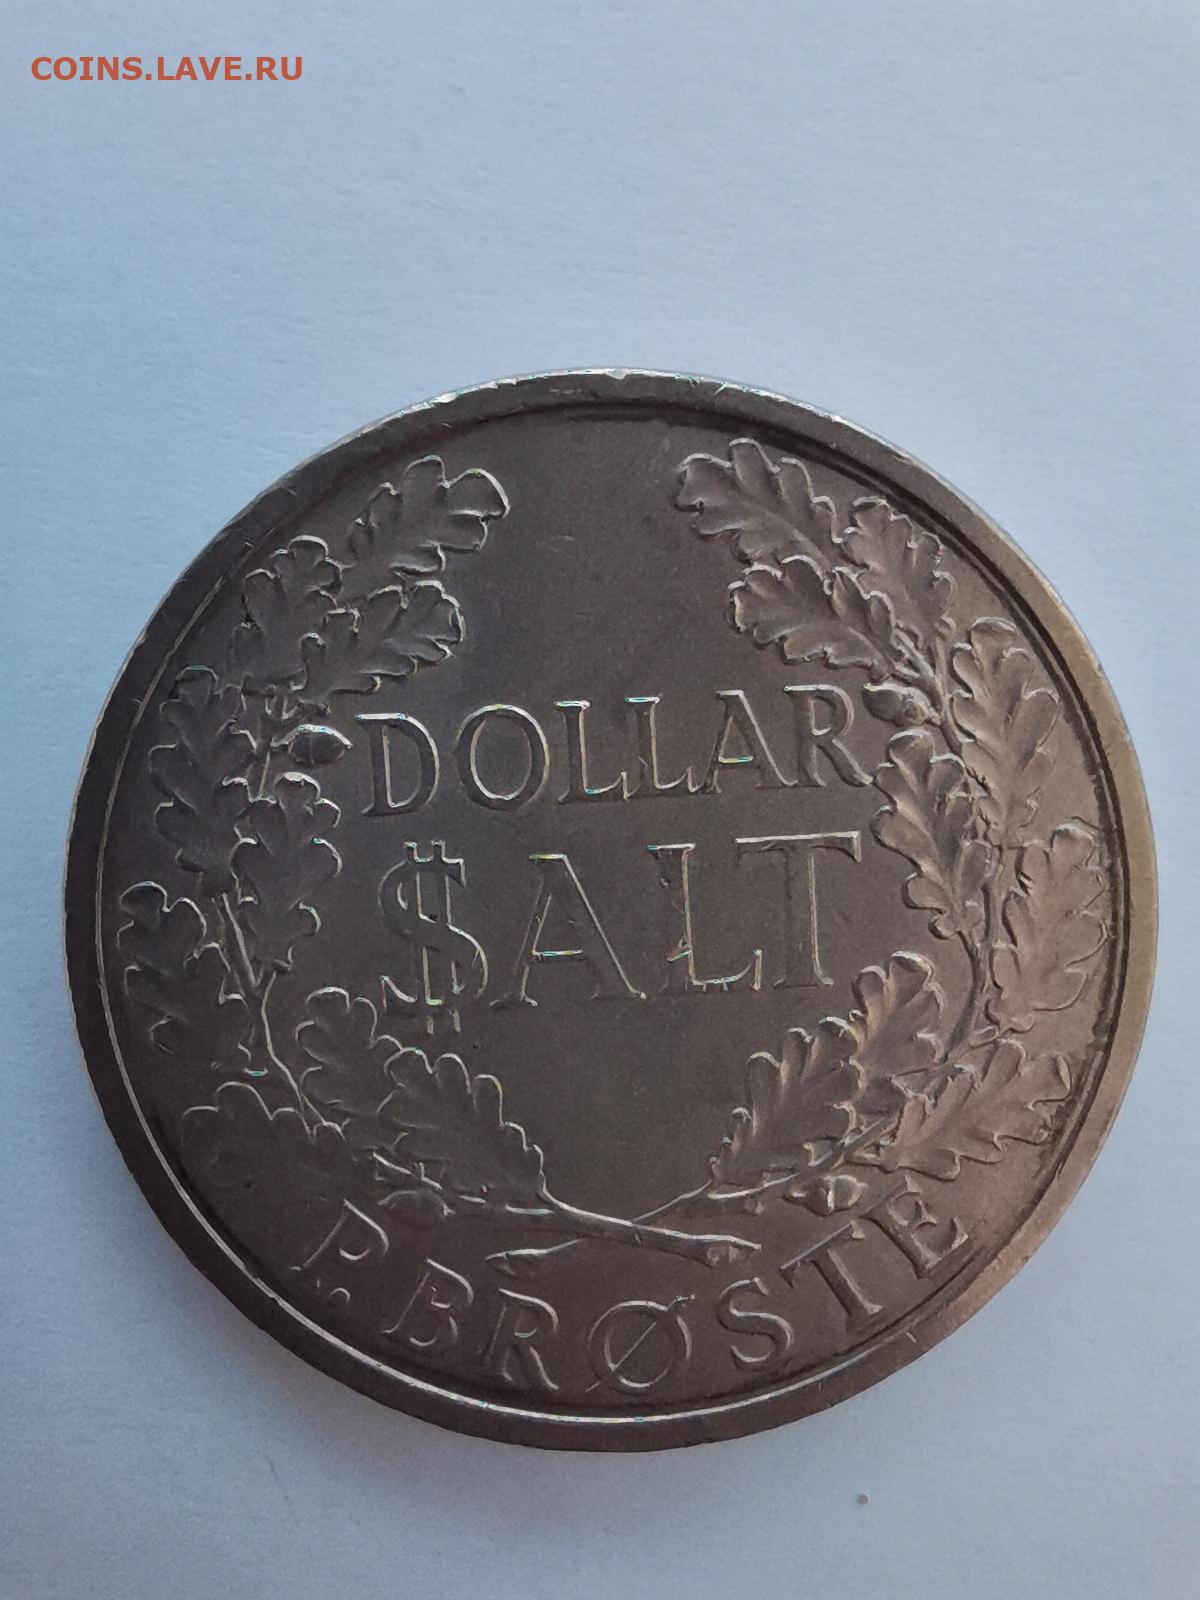 COINS.LAVE.RU
DOLLAR
$ALT
P. BRØSTE